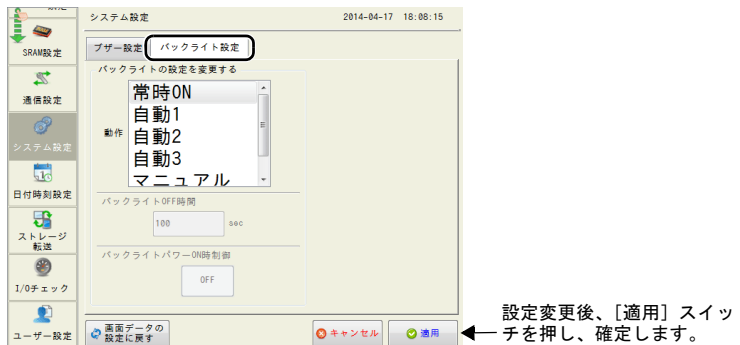 システム設定
2014-04-17 18:08:15
SRAM設定
通信設定
システム設定
日付時刻設定
ストレージ
転送
I/Oチェック
ユーザー設定
ブザー設定
バックライト設定
バックライトの設定を変更する
動作
常時ON
自動1
自動2
自動3
マニュアル
バックライトOFF時間
100
sec
バックライトパワーON時制御
OFF
画面データの
設定に戻す
キャンセル
適用
設定変更後、[適用] スイッ
チを押し、確定します。